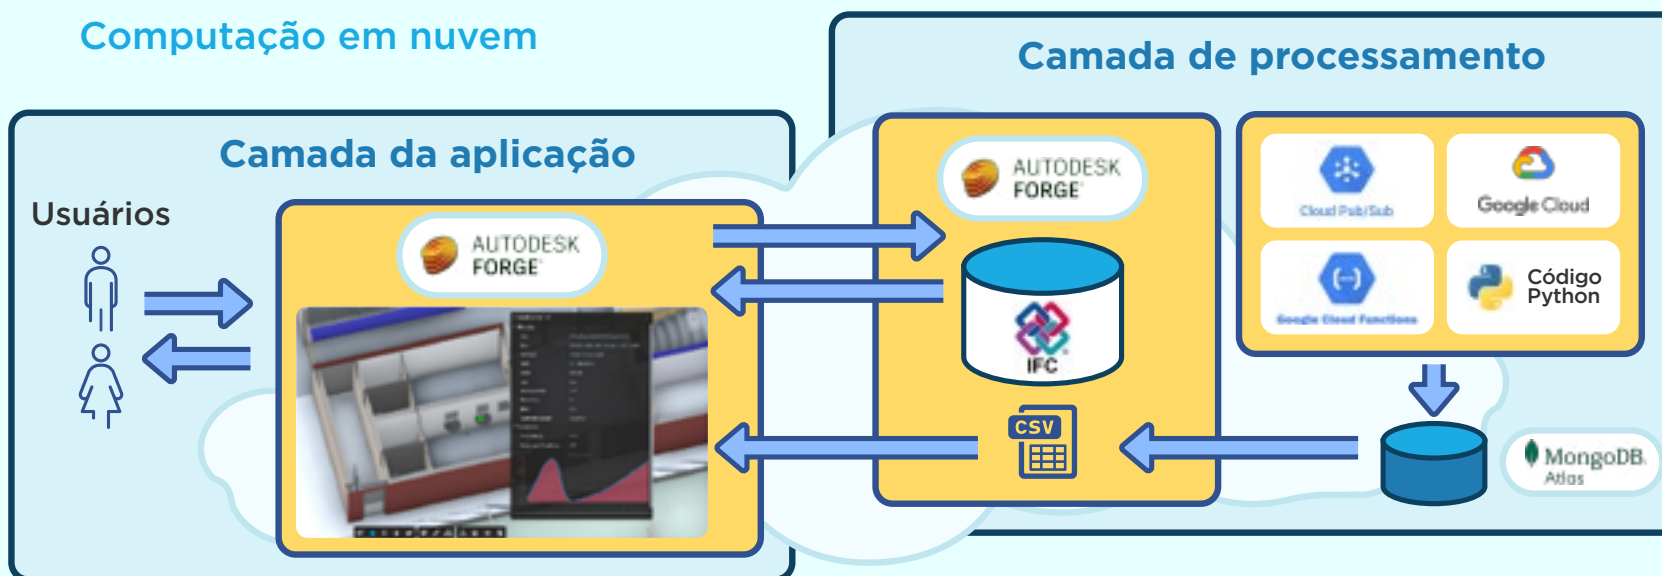 Computação em nuvem
Camada de processamento
Camada da aplicação
Usuários
AUTODESK
FORGE
AUTODESK
FORGE
IFC
CSV
Cloud Pub/Sub
Google Cloud
Google Cloud Functions
Código
Python
MongoDB.
Atlas